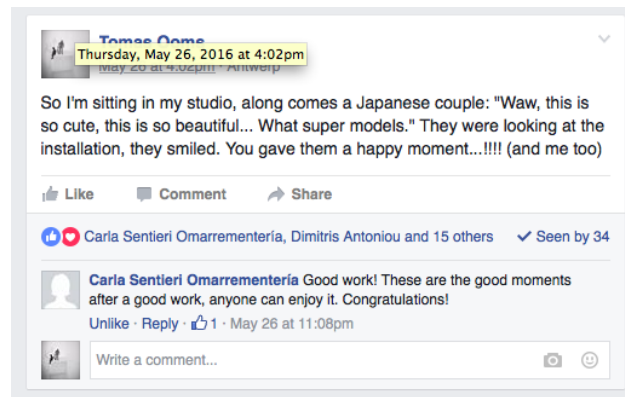 Tomas Ooms
Thursday, May 26, 2016 at 4:02pm
May 26 at 4:02pm · Antwerp
So I'm sitting in my studio, along comes a Japanese couple: "Waw, this is
so cute, this is so beautiful... What super models." They were looking at the
installation, they smiled. You gave them a happy moment...!!!! (and me too)
Like Comment Share
Carla Sentieri Omarrementería, Dimitris Antoniou and 15 others Seen by 34
Carla Sentieri Omarrementería Good work! These are the good moments
after a good work, anyone can enjoy it. Congratulations!
Unlike · Reply · 1 · May 26 at 11:08pm
Write a comment...